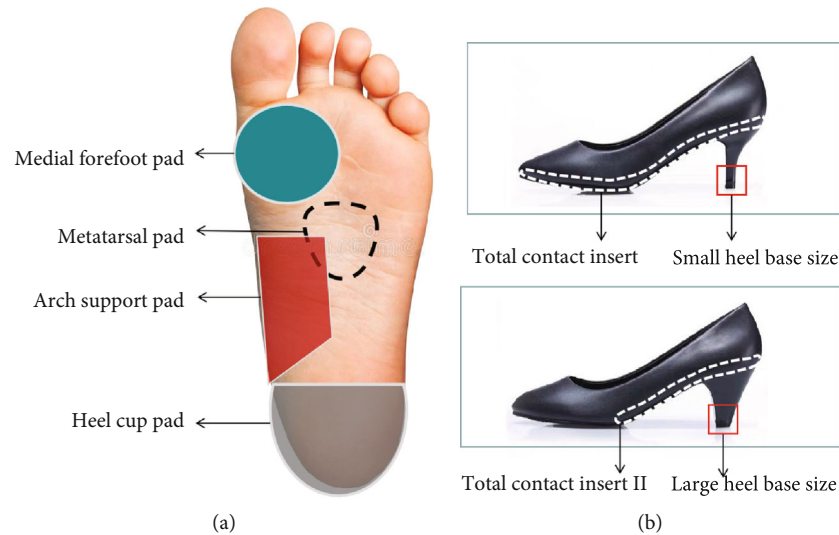 Medial forefoot pad
Metatarsal pad
Arch support pad
Heel cup pad
(a)
Total contact insert
Small heel base size
Total contact insert II
Large heel base size
(b)